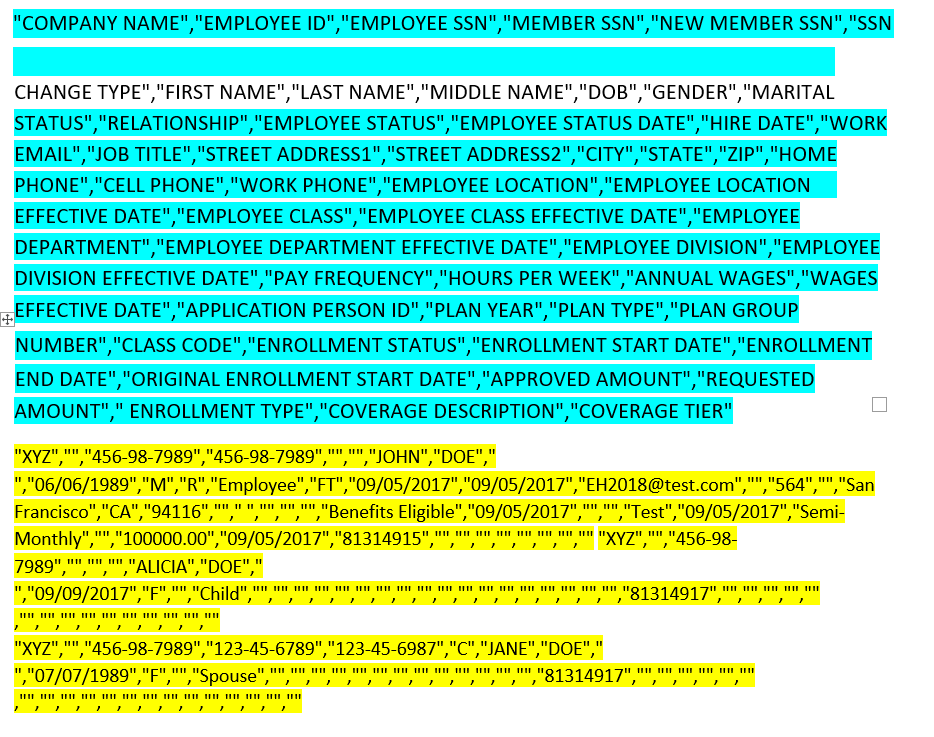 "COMPANY NAME","EMPLOYEE ID","EMPLOYEE SSN","MEMBER SSN","NEW MEMBER SSN","SSN
CHANGE TYPE","FIRST NAME","LAST NAME","MIDDLE NAME","DOB","GENDER","MARITAL
STATUS","RELATIONSHIP","EMPLOYEE STATUS","EMPLOYEE STATUS DATE","HIRE DATE","WORK
EMAIL","JOB TITLE","STREET ADDRESS1","STREET ADDRESS2","CITY","STATE","ZIP","HOME
PHONE","CELL PHONE","WORK PHONE","EMPLOYEE LOCATION","EMPLOYEE LOCATION
EFFECTIVE DATE","EMPLOYEE CLASS","EMPLOYEE CLASS EFFECTIVE DATE","EMPLOYEE
DEPARTMENT","EMPLOYEE DEPARTMENT EFFECTIVE DATE","EMPLOYEE DIVISION","EMPLOYEE
DIVISION EFFECTIVE DATE","PAY FREQUENCY","HOURS PER WEEK","ANNUAL WAGES","WAGES
EFFECTIVE DATE","APPLICATION PERSON ID","PLAN YEAR","PLAN TYPE","PLAN GROUP
NUMBER","CLASS CODE","ENROLLMENT STATUS","ENROLLMENT START DATE","ENROLLMENT
END DATE","ORIGINAL ENROLLMENT START DATE","APPROVED AMOUNT","REQUESTED
AMOUNT"," ENROLLMENT TYPE","COVERAGE DESCRIPTION","COVERAGE TIER"
"XYZ","","456-98-7989","456-98-7989","","","JOHN","DOE","
","06/06/1989","M","R","Employee","FT","09/05/2017","09/05/2017","EH2018@test.com","","564","","San
Francisco","CA","94116",""," ","","","","Benefits Eligible","09/05/2017","","","Test","09/05/2017","Semi-
Monthly","","100000.00","09/05/2017","81314915","","","","","","","","" "XYZ","","456-98-
7989","","","","ALICIA","DOE","
","09/09/2017","F","","Child","","","","","","","","","","","","","","","","","","","81314917","","","","",""
,"","","","","","","","","",""
"XYZ","","456-98-7989","123-45-6789","123-45-6987","C","JANE","DOE","
","07/07/1989","F","","Spouse","","","","","","","","","","","","","","81314917","","","","","",""
,"","","","","","","","","","","","","",""